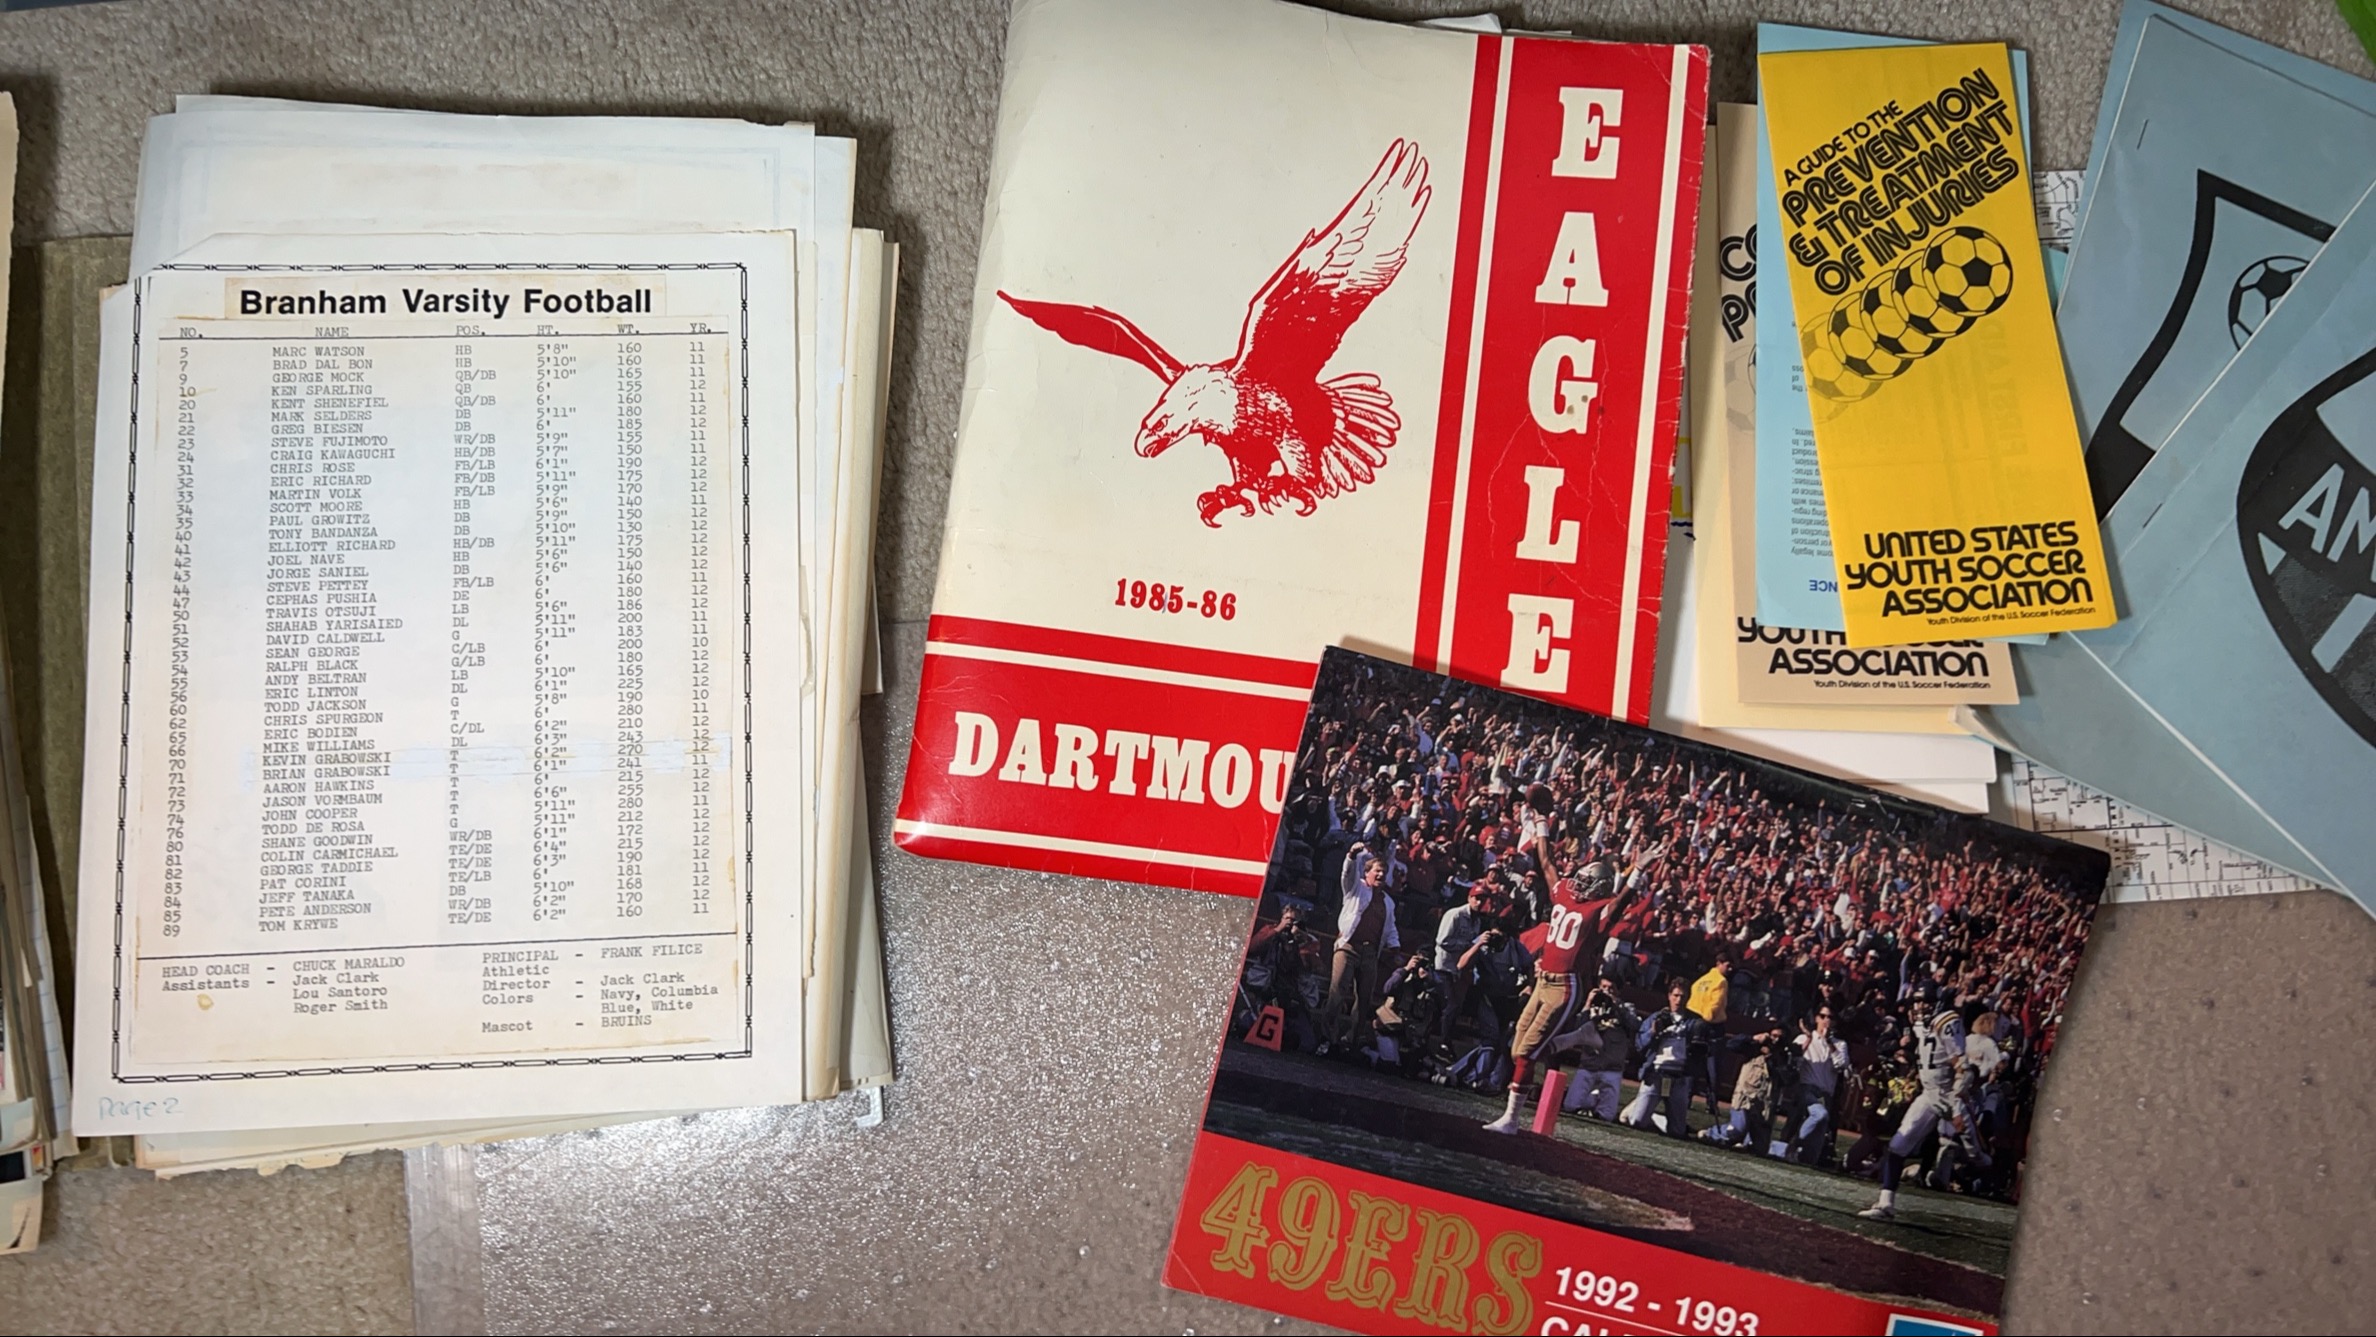 Branham Varsity Football
NO. NAME POS. HT. WT. YR.
5 MARC WATSON HB 5'8" 160 11
7 BRAD DAL BON HB 5'10" 160 11
9 GEORGE MOCK QB/DB 5'10" 165 11
10 KEN SPARLING QB 6' 155 12
20 KENT SHENEFIEL QB/DB 6' 160 11
21 MARK SELDERS DB 5'11" 180 12
22 GREG BIESEN DB 6' 185 12
23 STEVE FUJIMOTO WR/DB 5'9" 155 11
24 CRAIG KAWAGUCHI HB/DB 5'7" 150 11
31 CHRIS ROSE FB/LB 6'1" 190 12
32 ERIC RICHARD FB/DB 5'11" 175 12
33 MARTIN VOLK FB/LB 5'9" 170 12
34 SCOTT MOORE HB 5'6" 140 11
35 PAUL GROWITZ DB 5'9" 150 12
40 TONY BANDANZA DB 5'10" 130 12
41 ELLIOTT RICHARD HB/DB 5'11" 175 12
42 JOEL NAVE HB 5'6" 150 12
43 JORGE SANIEL DB 5'6" 140 12
44 STEVE PETTEY FB/LB 6' 160 11
47 CEPHAS PUSHIA DE 6' 180 12
50 TRAVIS OTSUJI LB 5'6" 186 12
51 SHAHAB YARISAIED DL 5'11" 200 11
52 DAVID CALDWELL G 5'11" 183 11
53 SEAN GEORGE C/LB 6' 200 10
54 RALPH BLACK G/LB 6' 180 12
55 ANDY BELTRAN LB 5'10" 165 12
56 ERIC LINTON DL 6'1" 225 12
60 TODD JACKSON G 5'8" 190 10
62 CHRIS SPURGEON T 6' 280 11
65 ERIC BODIEN C/DL 6'2" 210 12
66 MIKE WILLIAMS DL 6'3" 243 12
70 KEVIN GRABOWSKI T 6'2" 270 12
71 BRIAN GRABOWSKI T 6'1" 241 11
72 AARON HAWKINS T 6' 215 12
73 JASON VORMBAUM T 6'6" 255 12
74 JOHN COOPER T 5'11" 280 11
76 TODD DE ROSA G 5'11" 212 12
80 SHANE GOODWIN WR/DB 6'1" 172 12
81 COLIN CARMICHAEL TE/DE 6'4" 215 12
82 GEORGE TADDIE TE/DE 6'3" 190 12
83 PAT CORINI TE/LB 6' 181 11
84 JEFF TANAKA DB 5'10" 168 12
85 PETE ANDERSON WR/DB 6'2" 170 12
89 TOM KRYWE TE/DE 6'2" 160 11
HEAD COACH - CHUCK MARALDO
Assistants - Jack Clark
Lou Santoro
Roger Smith
PRINCIPAL - FRANK FILICE
Athletic
Director - Jack Clark
Colors - Navy, Columbia
Blue, White
Mascot - BRUINS
PAGE 2
EAGLE
1985-86
DARTMOU
A GUIDE TO THE
PREVENTION
& TREATMENT
OF INJURIES
UNITED STATES
YOUTH SOCCER
ASSOCIATION
Youth Division of the U.S. Soccer Federation
YOUTH
ASSOCIATION
Youth Division of the U.S. Soccer Federation
AM
80
G
47
49ERS
1992 - 1993